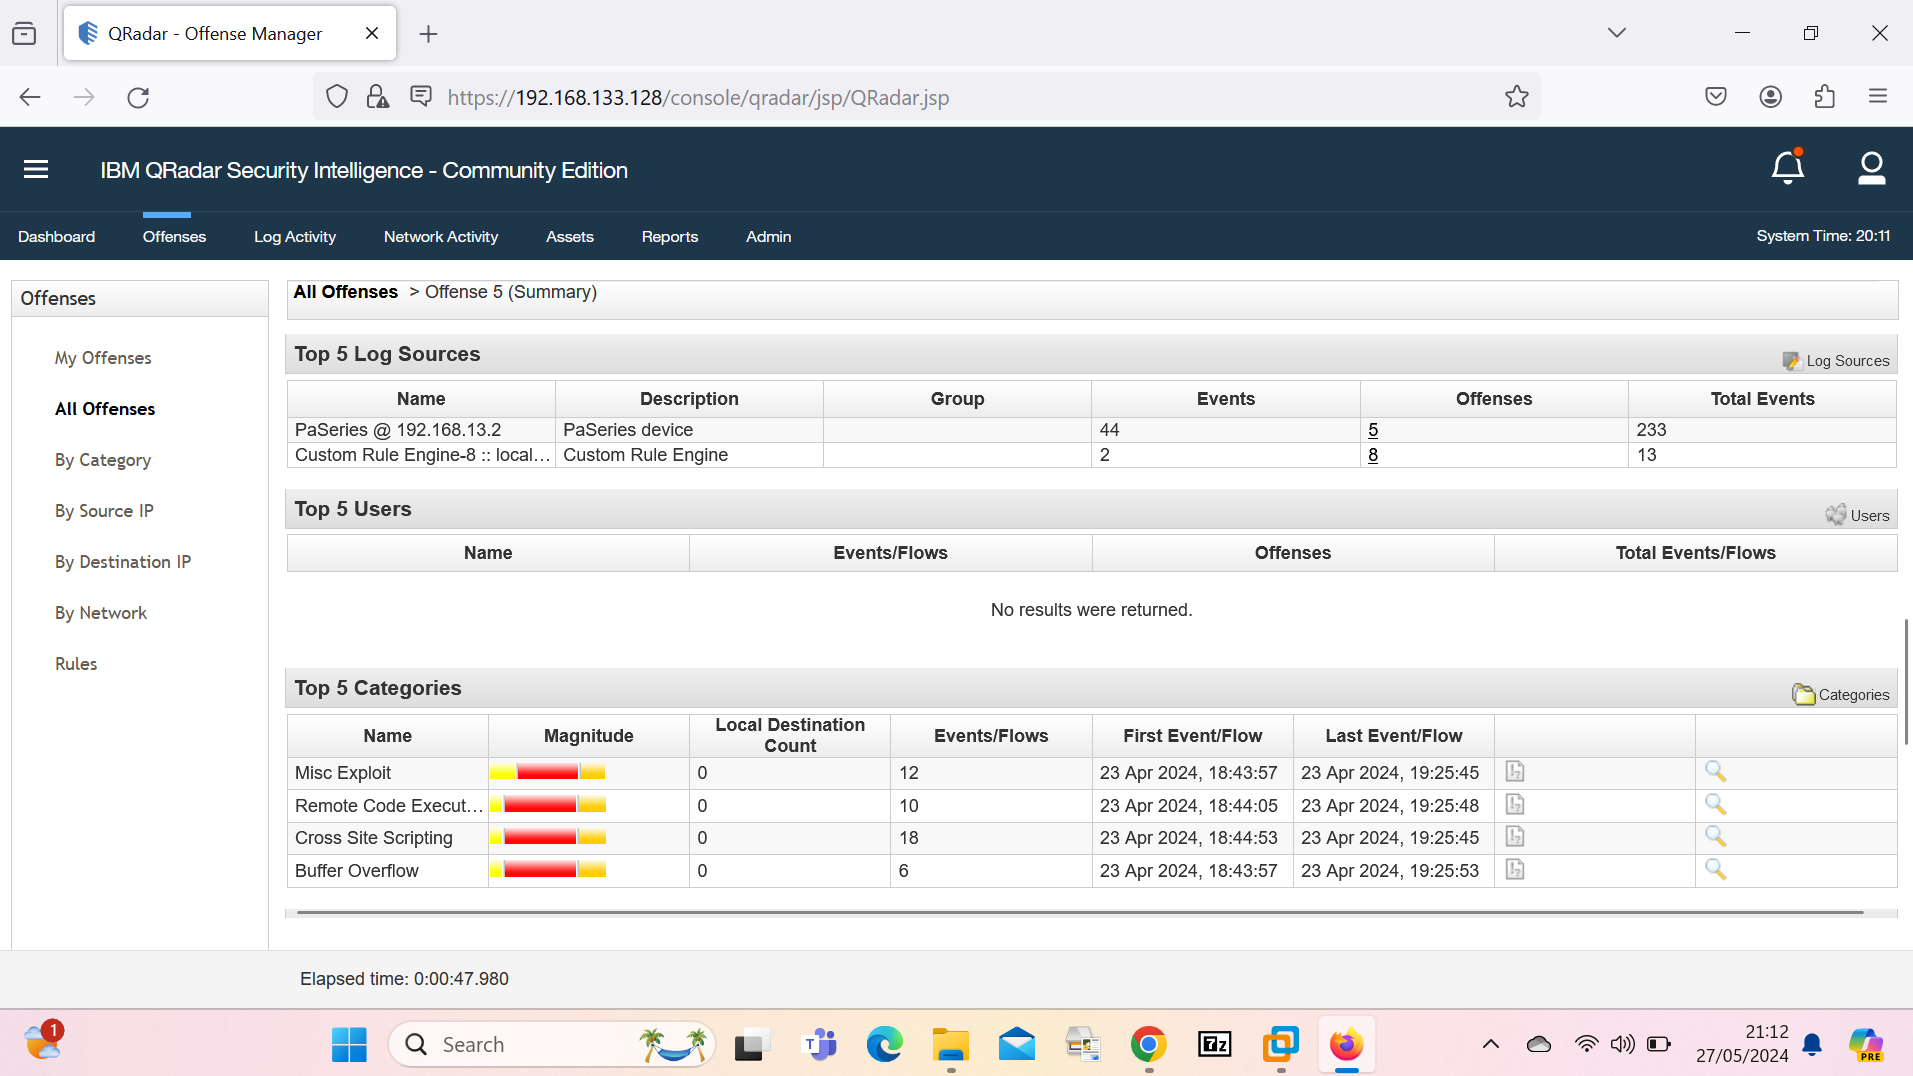 QRadar - Offense Manager
https://192.168.133.128/console/qradar/jsp/QRadar.jsp
IBM QRadar Security Intelligence - Community Edition
Dashboard Offenses Log Activity Network Activity Assets Reports Admin System Time: 20:11
Offenses
My Offenses
All Offenses
By Category
By Source IP
By Destination IP
By Network
Rules
All Offenses > Offense 5 (Summary)
Top 5 Log Sources Log Sources
Name Description Group Events Offenses Total Events
PaSeries @ 192.168.13.2 PaSeries device 44 5 233
Custom Rule Engine-8 :: local... Custom Rule Engine 2 8 13
Top 5 Users Users
Name Events/Flows Offenses Total Events/Flows
No results were returned.
Top 5 Categories Categories
Name Magnitude Local Destination Count Events/Flows First Event/Flow Last Event/Flow
Misc Exploit 0 12 23 Apr 2024, 18:43:57 23 Apr 2024, 19:25:45
Remote Code Execut... 0 10 23 Apr 2024, 18:44:05 23 Apr 2024, 19:25:48
Cross Site Scripting 0 18 23 Apr 2024, 18:44:53 23 Apr 2024, 19:25:45
Buffer Overflow 0 6 23 Apr 2024, 18:43:57 23 Apr 2024, 19:25:53
Elapsed time: 0:00:47.980
1
Search
T
7z
21:12
27/05/2024
PRE